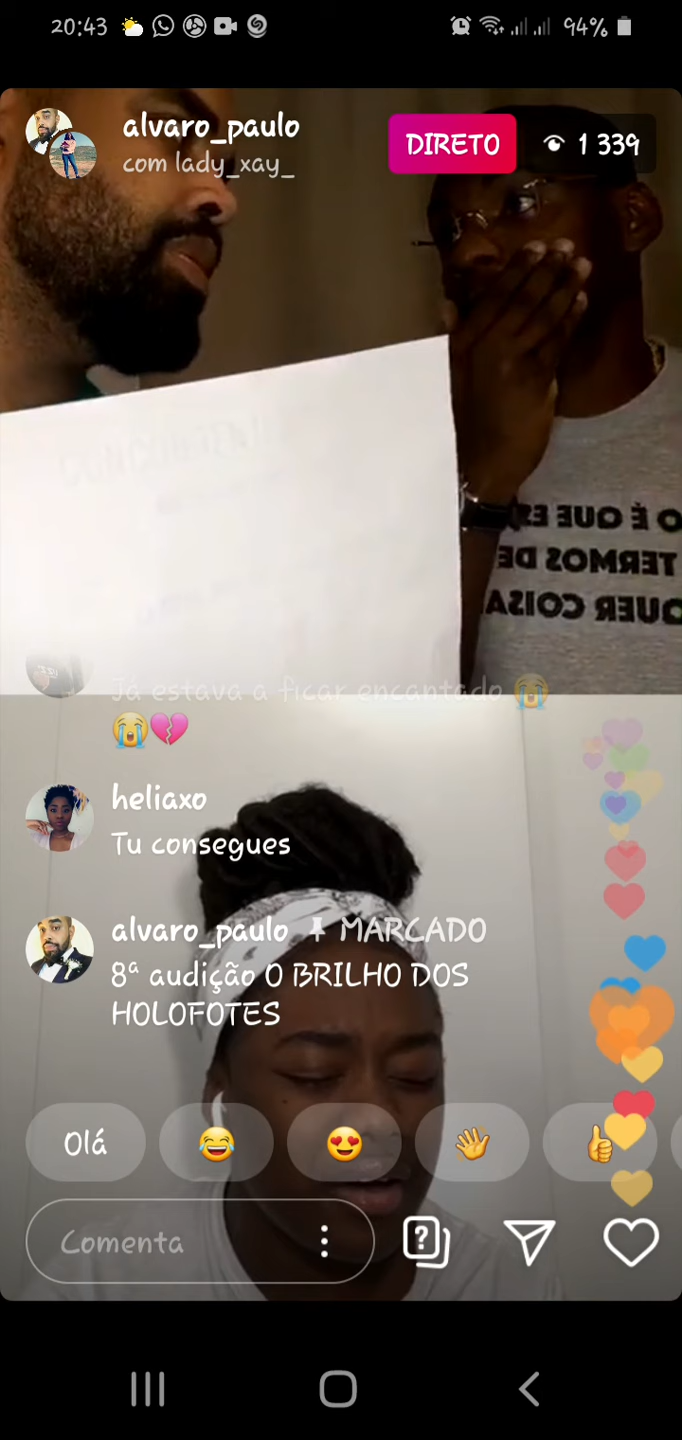 20:43
94%
alvaro_paulo
com lady_xay_
DIRETO
1 339
O É QUE ES
TERMOS DE
QUER COISA
Já estava a ficar encantado 😭
😭💔
heliaxo
Tu consegues
alvaro_paulo 📌 MARCADO
8ª audição O BRILHO DOS
HOLOFOTES
Olá 😂 😍 👋 👍
Comenta